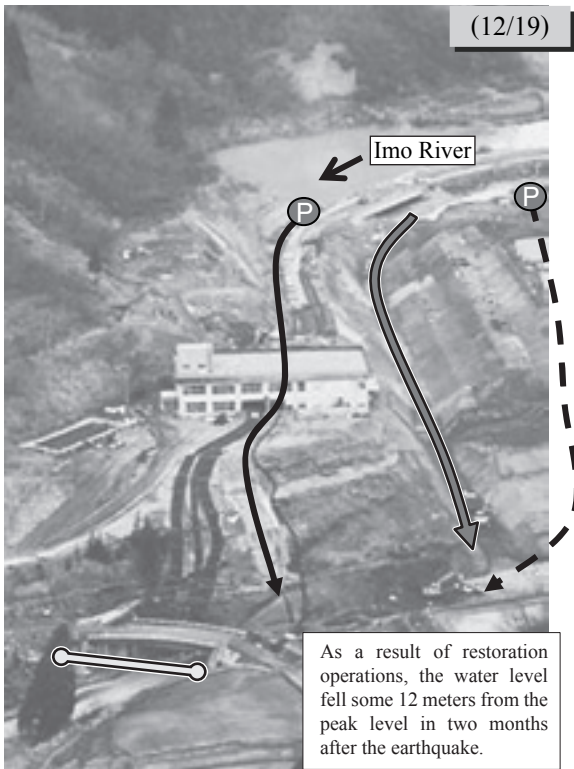 (12/19)
Imo River
P
P
As a result of restoration
operations, the water level
fell some 12 meters from the
peak level in two months
after the earthquake.